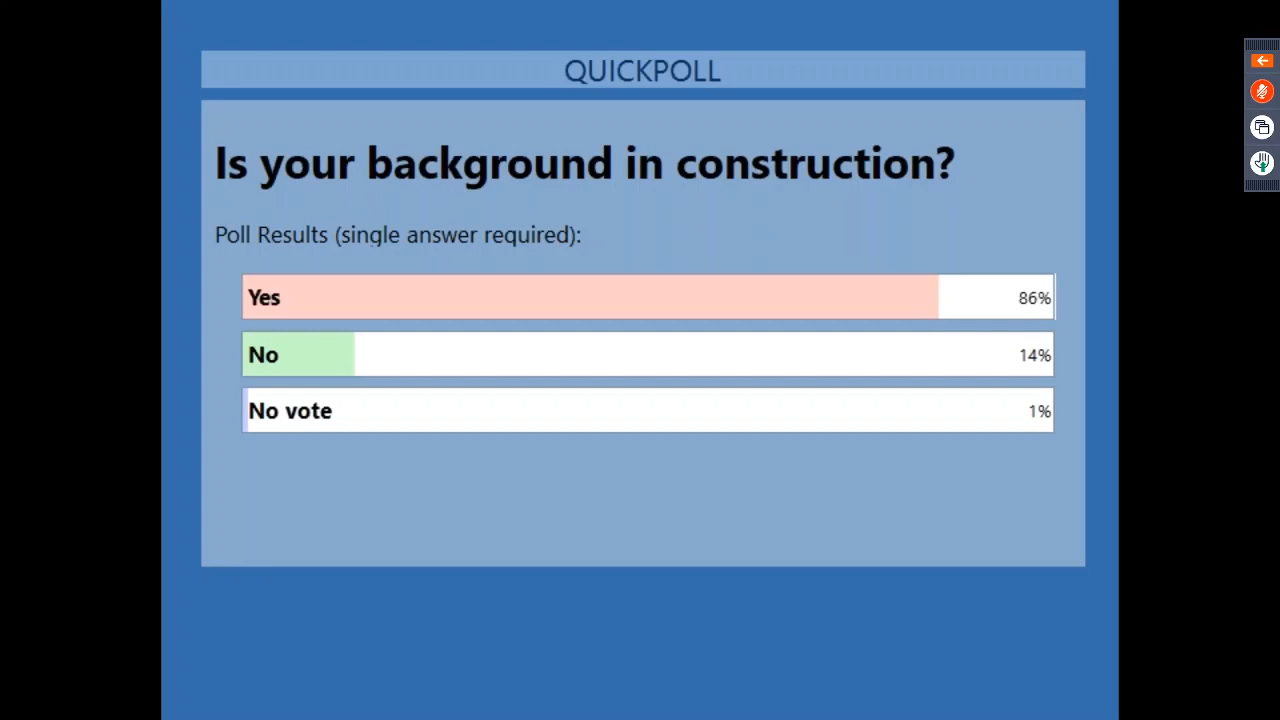 QUICKPOLL
Is your background in construction?
Poll Results (single answer required):
Yes 86%
No 14%
No vote 1%